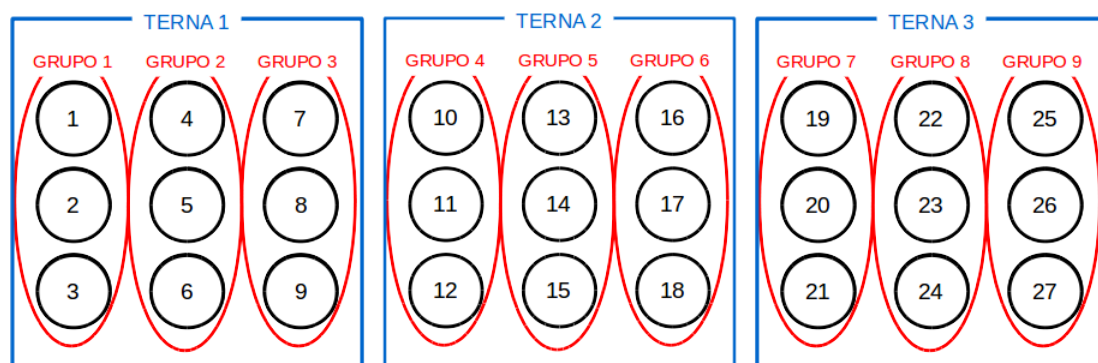 TERNA 1 TERNA 2 TERNA 3
GRUPO 1 GRUPO 2 GRUPO 3 GRUPO 4 GRUPO 5 GRUPO 6 GRUPO 7 GRUPO 8 GRUPO 9
1 4 7 10 13 16 19 22 25
2 5 8 11 14 17 20 23 26
3 6 9 12 15 18 21 24 27